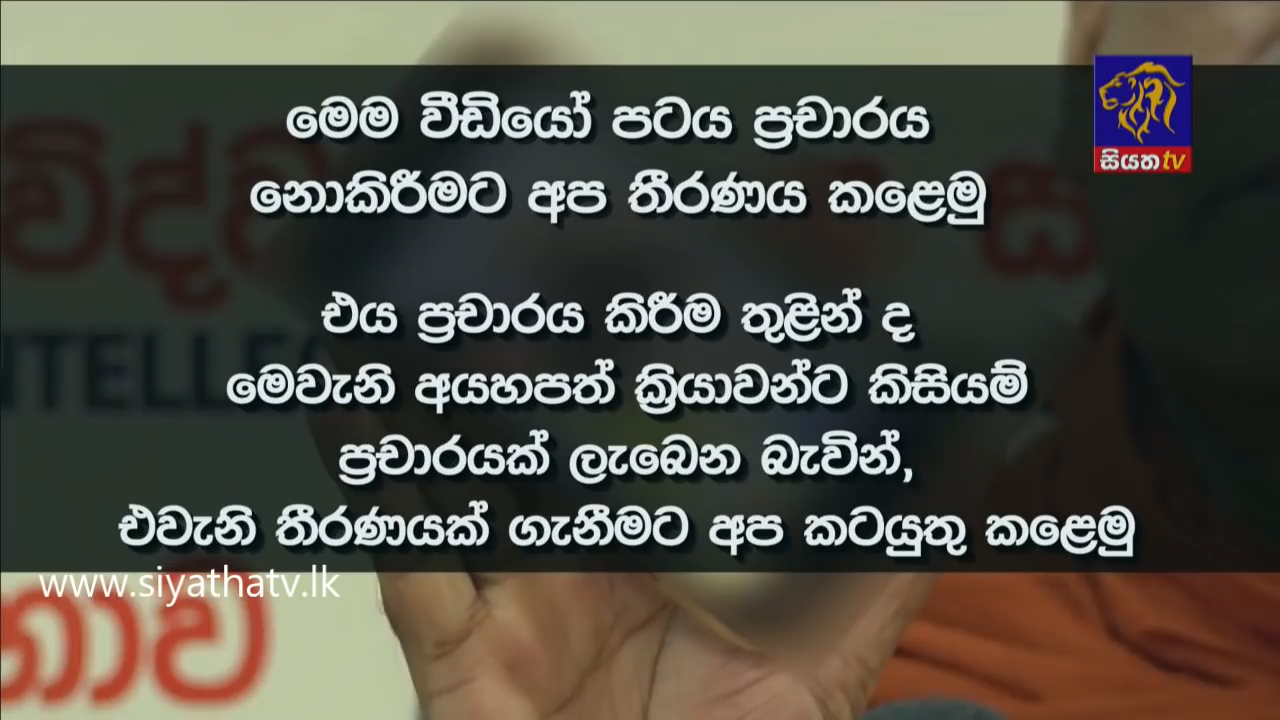 මෙම වීඩියෝ පටය ප්‍රචාරය
නොකිරීමට අප තීරණය කළෙමු
සියත tv
එය ප්‍රචාරය කිරීම තුළින් ද
මෙවැනි අයහපත් ක්‍රියාවන්ට කිසියම්
ප්‍රචාරයක් ලැබෙන බැවින්,
එවැනි තීරණයක් ගැනීමට අප කටයුතු කළෙමු
www.siyathatv.lk